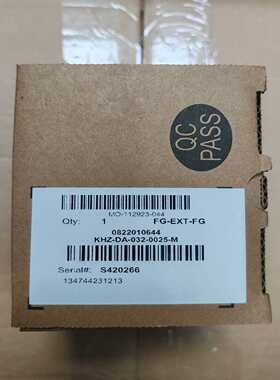 QC
PASS
MO-112923-044
Qty: 1 FG-EXT-FG
0822010644
KHZ-DA-032-0025-M
Serial#: S420266
134744231213